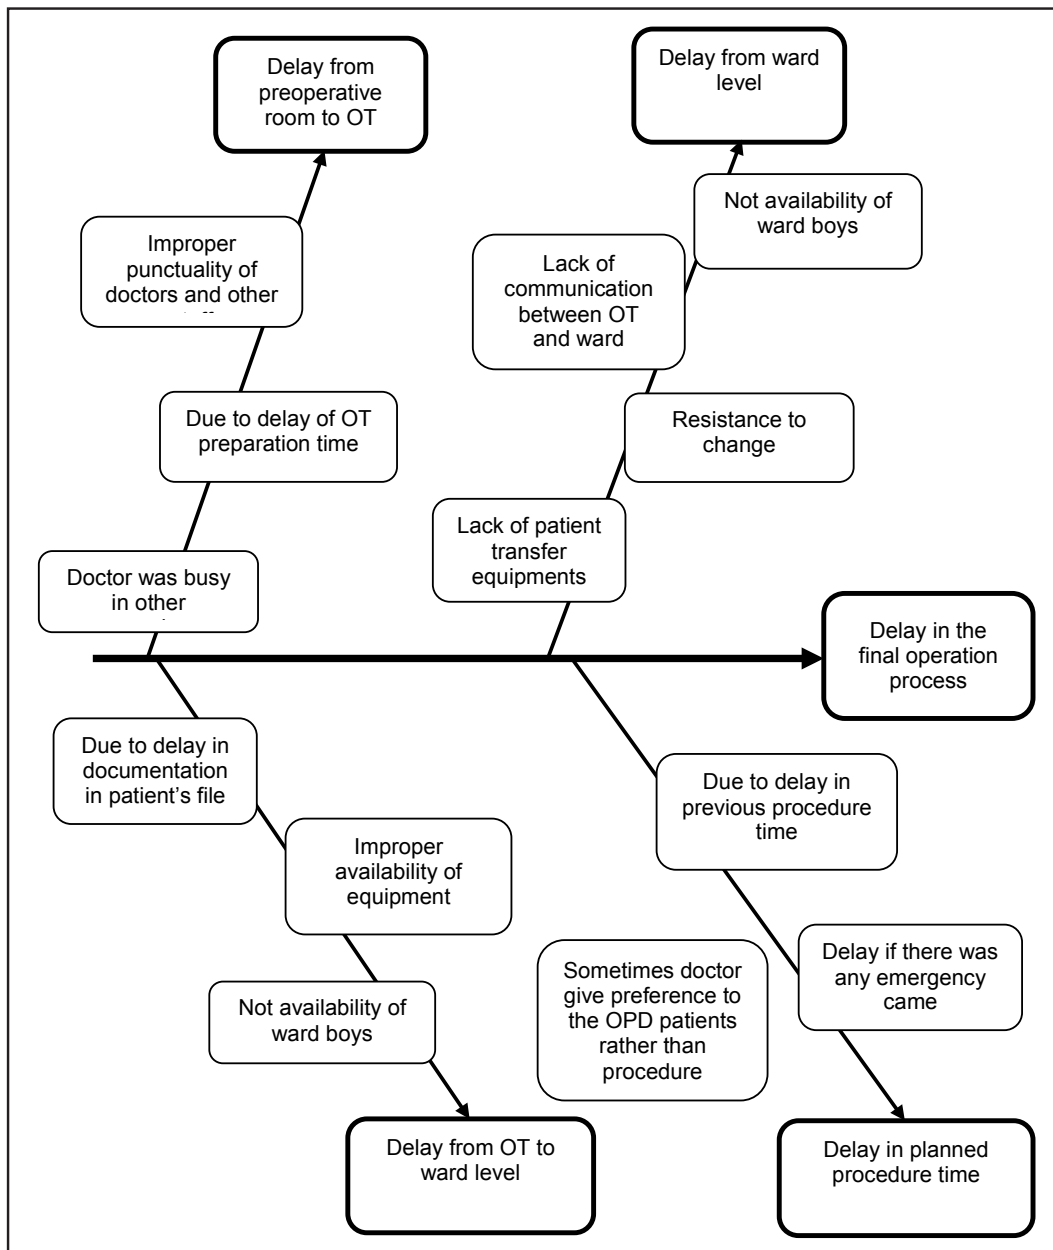 Delay from
preoperative
room to OT
Delay from ward
level
Not availability of
ward boys
Improper
punctuality of
doctors and other
Lack of
communication
between OT
and ward
Due to delay of OT
preparation time
Resistance to
change
Lack of patient
transfer
equipments
Doctor was busy
in other
Delay in the
final operation
process
Due to delay in
documentation
in patient’s file
Due to delay in
previous procedure
time
Improper
availability of
equipment
Delay if there was
any emergency
came
Sometimes doctor
give preference to
the OPD patients
rather than
procedure
Not availability of
ward boys
Delay from OT to
ward level
Delay in planned
procedure time